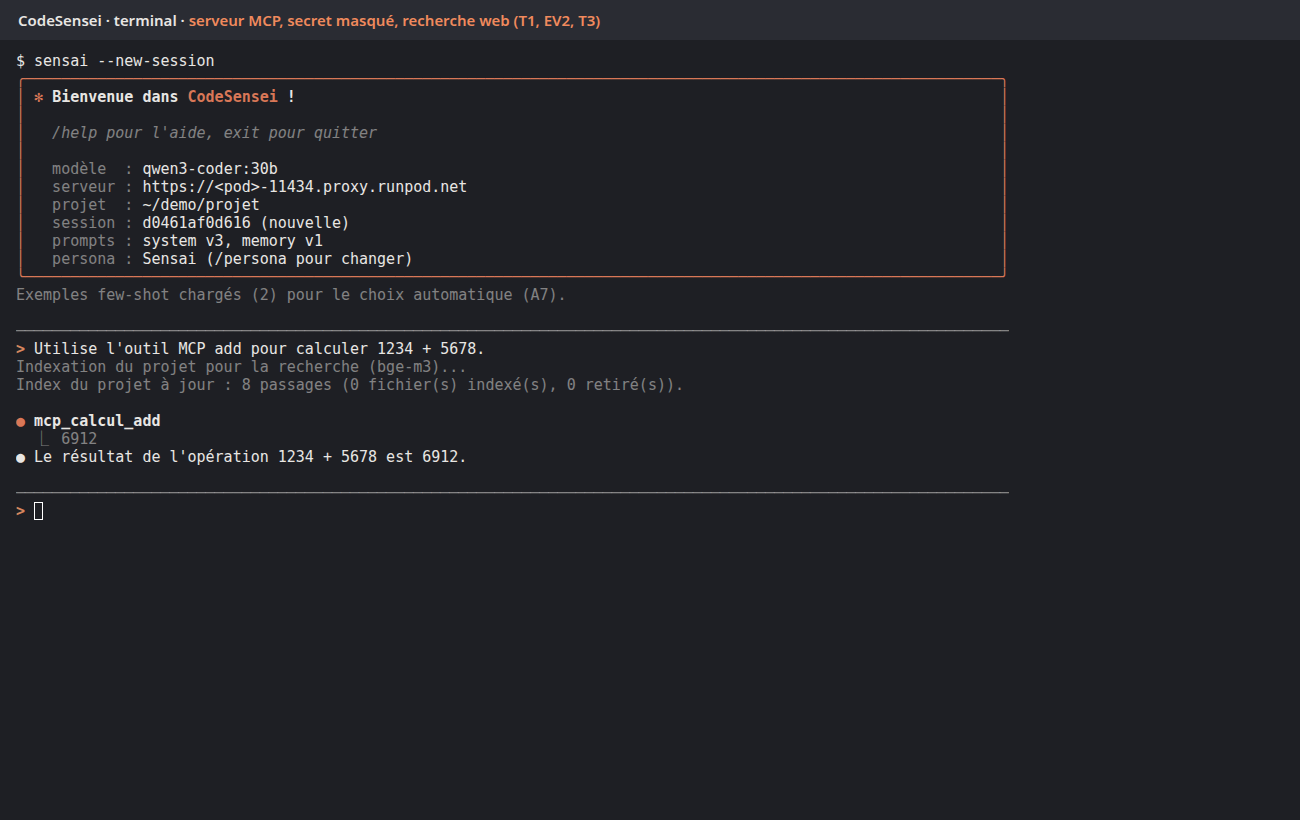 CodeSensei · terminal · serveur MCP, secret masqué, recherche web (T1, EV2, T3)
$ sensai --new-session
✻ Bienvenue dans CodeSensei !
/help pour l'aide, exit pour quitter
modèle  : qwen3-coder:30b
serveur : https://<pod>-11434.proxy.runpod.net
projet  : ~/demo/projet
session : d0461af0d616 (nouvelle)
prompts : system v3, memory v1
persona : Sensai (/persona pour changer)
Exemples few-shot chargés (2) pour le choix automatique (A7).
> Utilise l'outil MCP add pour calculer 1234 + 5678.
Indexation du projet pour la recherche (bge-m3)...
Index du projet à jour : 8 passages (0 fichier(s) indexé(s), 0 retiré(s)).
● mcp_calcul_add
⎿ 6912
● Le résultat de l'opération 1234 + 5678 est 6912.
>